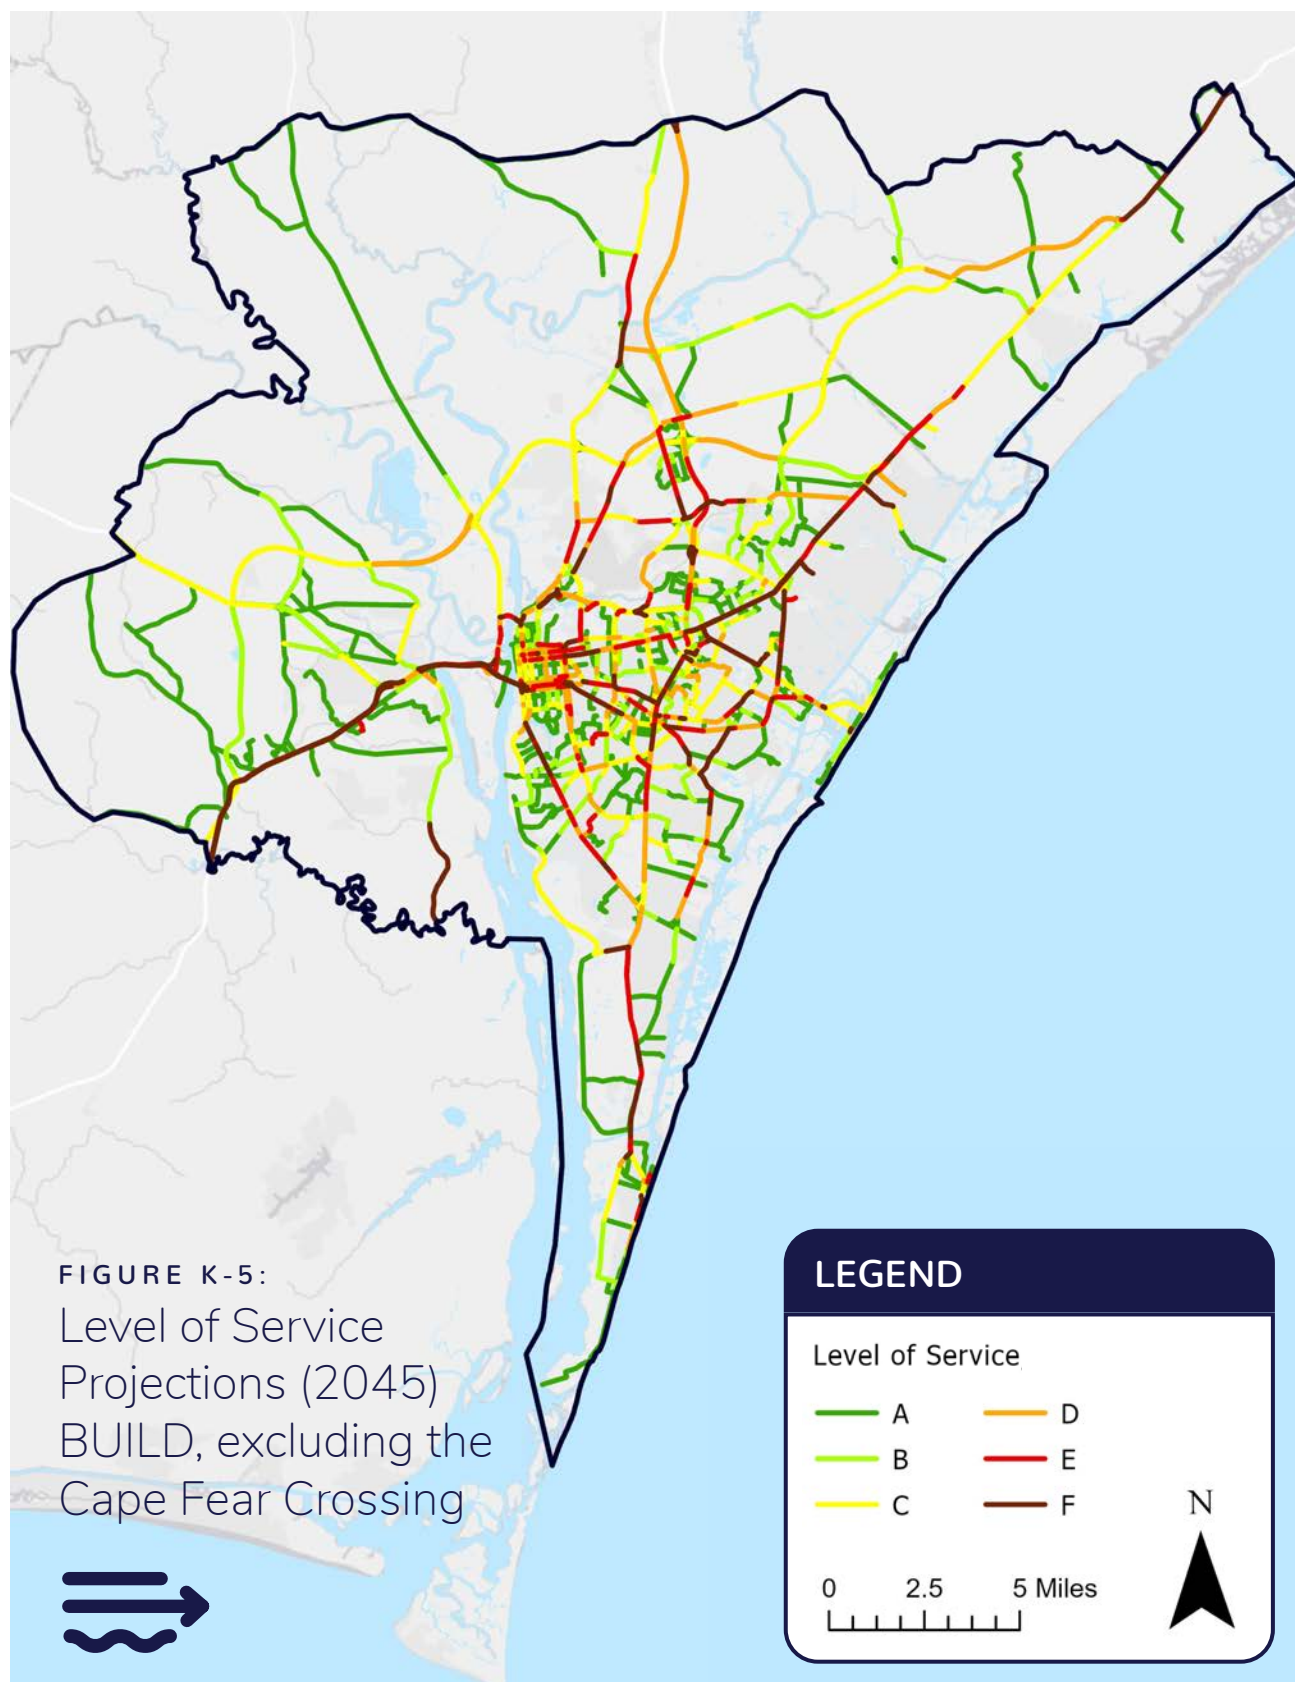 FIGURE K-5:
Level of Service
Projections (2045)
BUILD, excluding the
Cape Fear Crossing
LEGEND
Level of Service
A
D
B
E
C
F
N
0 2.5 5 Miles